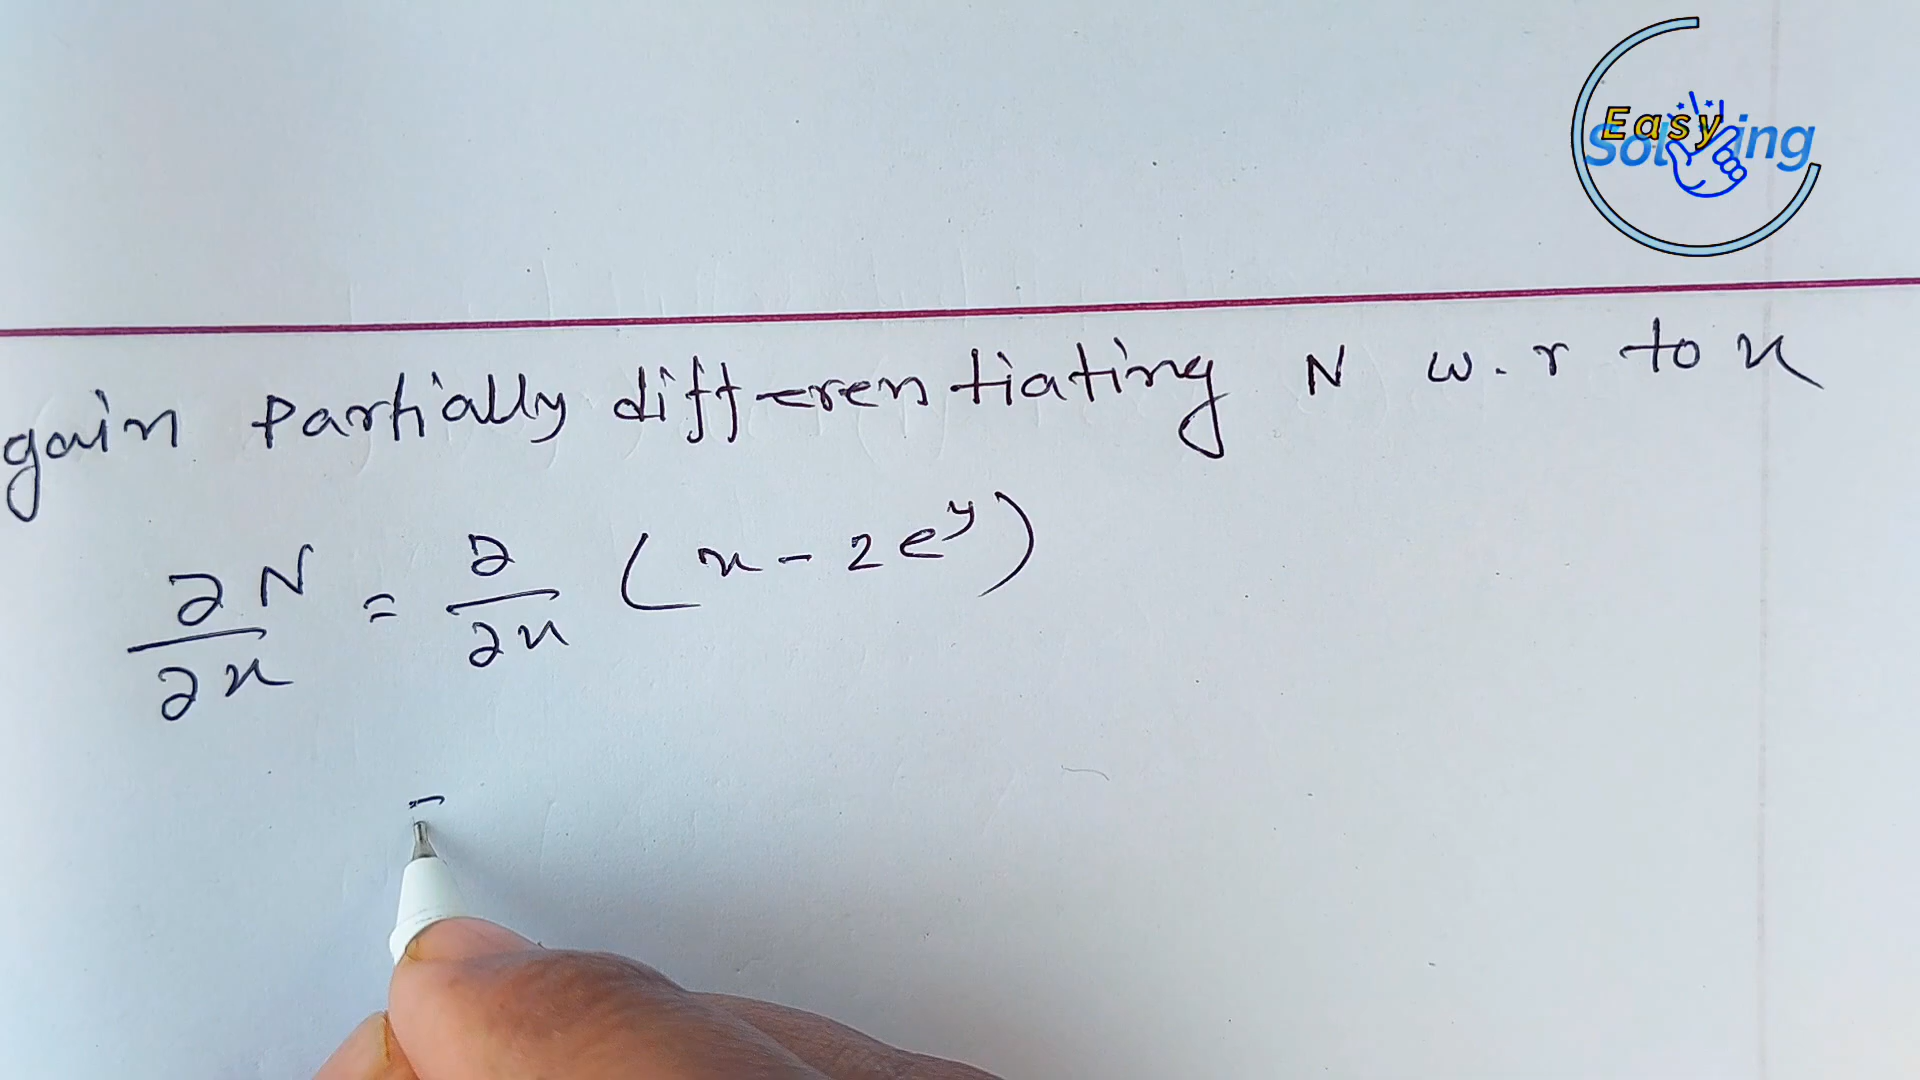 Easy
Solving
gain Partially differentiating N w.r to x
∂N/∂x = ∂/∂x (x - 2e^y)
=